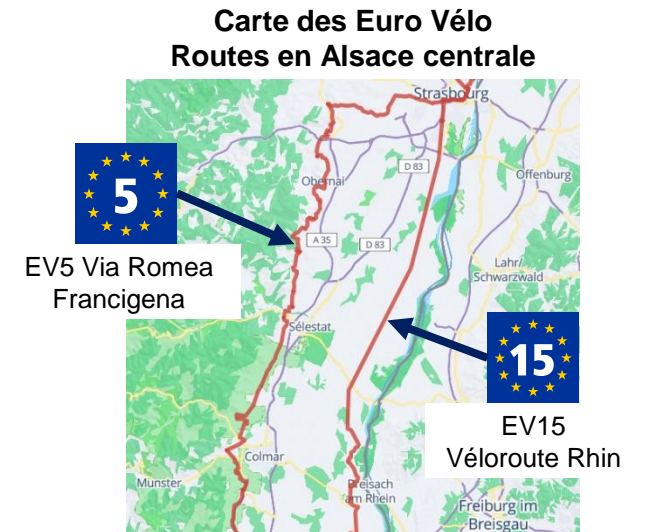 Carte des Euro Vélo
Routes en Alsace centrale
Strasbourg
D 83
Offenburg
Obernai
5
A 35
D 83
EV5 Via Romea
Francigena
Lahr/
Schwarzwald
Sélestat
15
EV15
Véloroute Rhin
Colmar
Munster
Breisach
am Rhein
Freiburg im
Breisgau